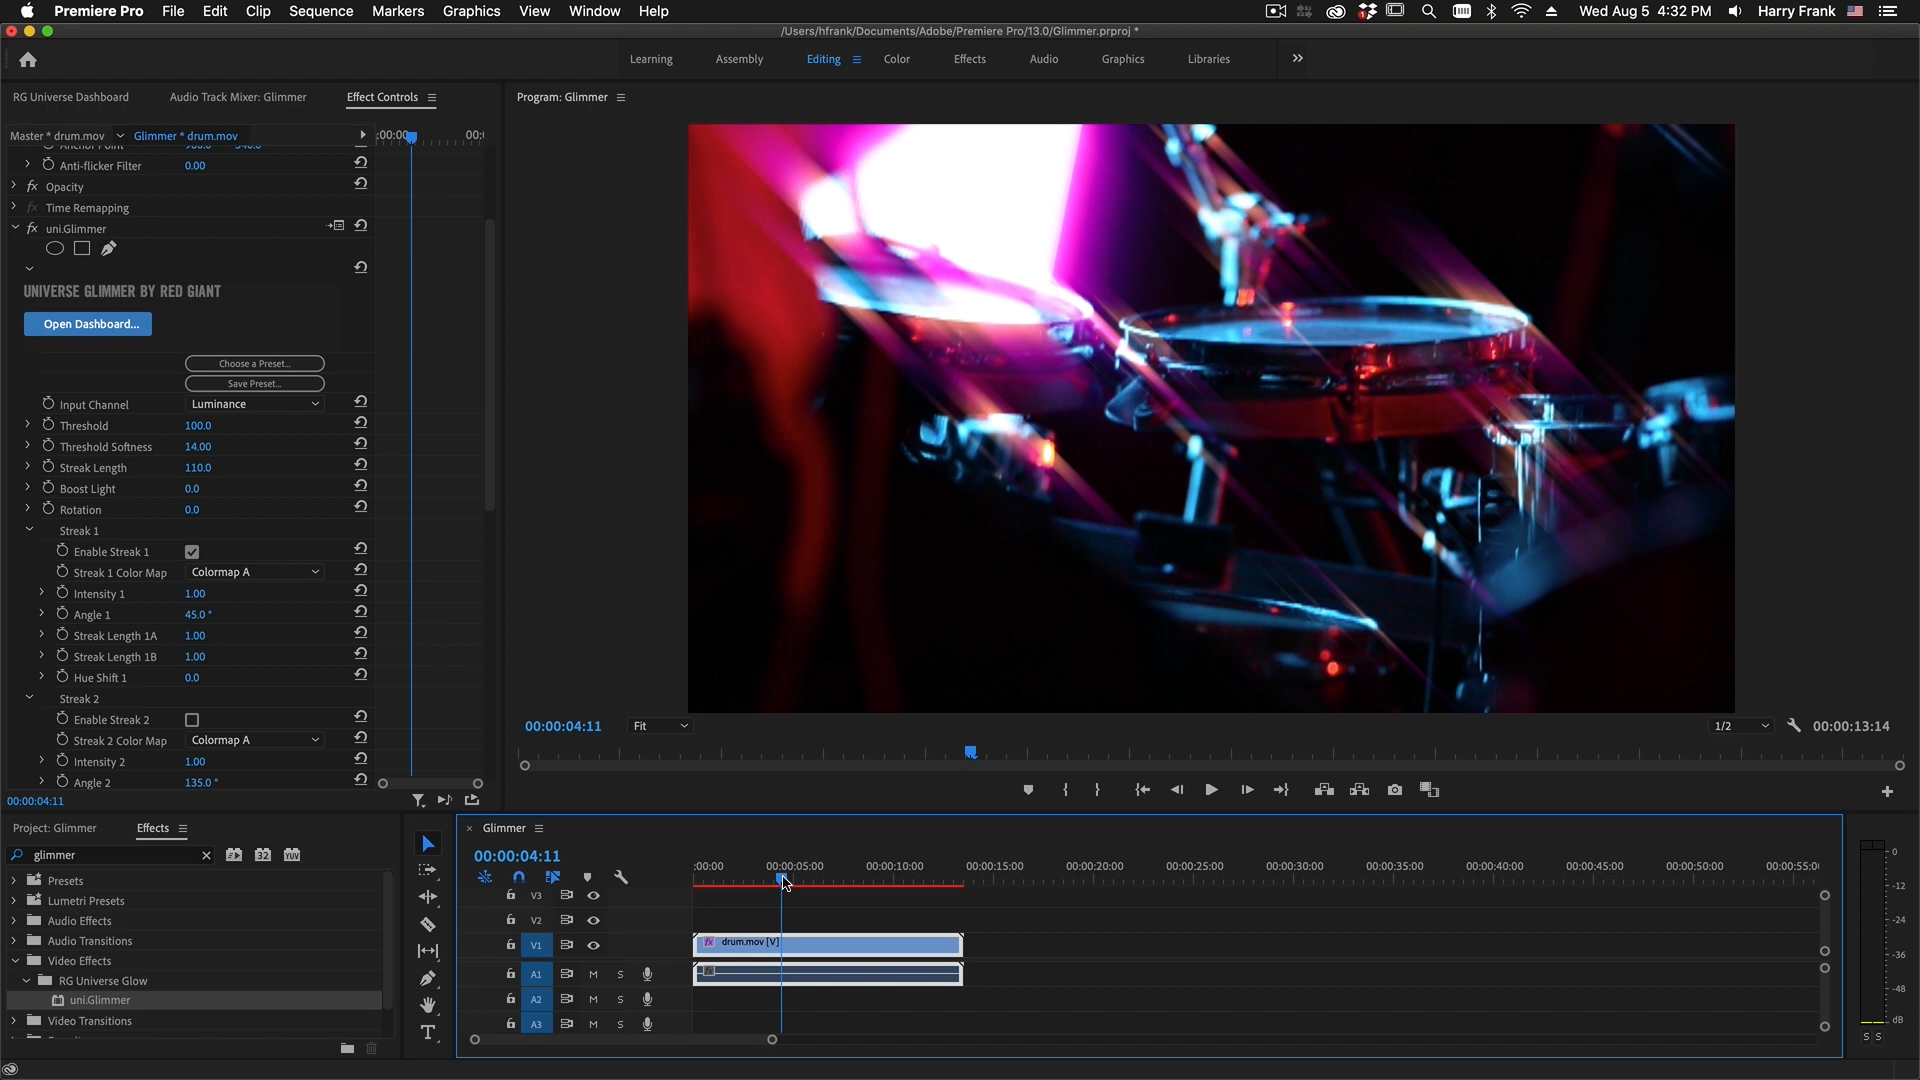 Premiere Pro File Edit Clip Sequence Markers Graphics View Window Help Wed Aug 5 4:32 PM Harry Frank
/Users/hfrank/Documents/Adobe/Premiere Pro/13.0/Glimmer.prproj *
Learning Assembly Editing Color Effects Audio Graphics Libraries
RG Universe Dashboard Audio Track Mixer: Glimmer Effect Controls
Program: Glimmer
Master * drum.mov Glimmer * drum.mov :00:00 00:
Anchor Point 960.0 540.0
Anti-flicker Filter 0.00
fx Opacity
fx Time Remapping
fx uni.Glimmer
UNIVERSE GLIMMER BY RED GIANT
Open Dashboard...
Choose a Preset...
Save Preset...
Input Channel Luminance
Threshold 100.0
Threshold Softness 14.00
Streak Length 110.0
Boost Light 0.0
Rotation 0.0
Streak 1
Enable Streak 1
Streak 1 Color Map Colormap A
Intensity 1 1.00
Angle 1 45.0 °
Streak Length 1A 1.00
Streak Length 1B 1.00
Hue Shift 1 0.0
Streak 2
Enable Streak 2
Streak 2 Color Map Colormap A
Intensity 2 1.00
Angle 2 135.0 °
00:00:04:11
00:00:04:11 Fit 1/2 00:00:13:14
Project: Glimmer Effects
glimmer 32 YUV
Presets
Lumetri Presets
Audio Effects
Audio Transitions
Video Effects
RG Universe Glow
uni.Glimmer
Video Transitions
× Glimmer
00:00:04:11
:00:00 00:00:05:00 00:00:10:00 00:00:15:00 00:00:20:00 00:00:25:00 00:00:30:00 00:00:35:00 00:00:40:00 00:00:45:00 00:00:50:00 00:00:55:0
V3
V2
V1 fx drum.mov [V]
A1 M S fx
A2 M S
A3 M S
0
-12
-24
-36
-48
dB
S S